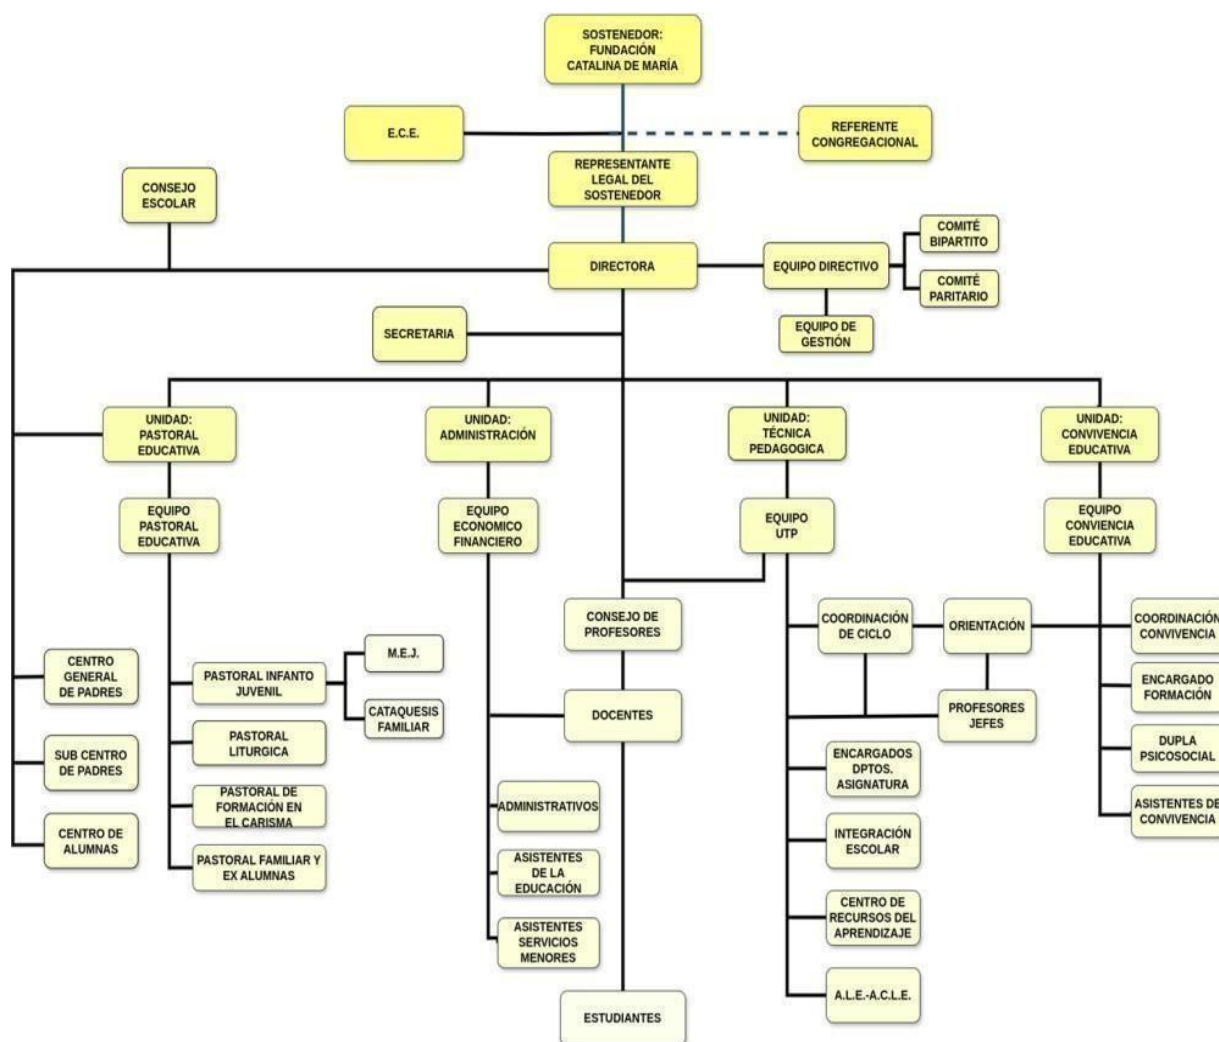 SOSTENEDOR:
FUNDACIÓN
CATALINA DE MARÍA
E.C.E.
REFERENTE
CONGREGACIONAL
REPRESENTANTE
LEGAL DEL
SOSTENEDOR
CONSEJO
ESCOLAR
DIRECTORA
EQUIPO DIRECTIVO
COMITÉ
BIPARTITO
COMITÉ
PARITARIO
SECRETARIA
EQUIPO DE
GESTIÓN
UNIDAD:
PASTORAL
EDUCATIVA
UNIDAD:
ADMINISTRACIÓN
UNIDAD:
TÉCNICA
PEDAGOGICA
UNIDAD:
CONVIVENCIA
EDUCATIVA
EQUIPO
PASTORAL
EDUCATIVA
EQUIPO
ECONOMICO
FINANCIERO
EQUIPO
UTP
EQUIPO
CONVIENCIA
EDUCATIVA
CONSEJO DE
PROFESORES
COORDINACIÓN
DE CICLO
ORIENTACIÓN
COORDINACIÓN
CONVIVENCIA
CENTRO
GENERAL
DE PADRES
PASTORAL INFANTO
JUVENIL
M.E.J.
CATAQUESIS
FAMILIAR
DOCENTES
PROFESORES
JEFES
ENCARGADO
FORMACIÓN
SUB CENTRO
DE PADRES
PASTORAL
LITURGICA
ENCARGADOS
DPTOS.
ASIGNATURA
DUPLA
PSICOSOCIAL
CENTRO DE
ALUMNAS
PASTORAL DE
FORMACIÓN EN
EL CARISMA
ADMINISTRATIVOS
INTEGRACIÓN
ESCOLAR
ASISTENTES DE
CONVIVENCIA
PASTORAL FAMILIAR Y
EX ALUMNAS
ASISTENTES
DE LA
EDUCACIÓN
CENTRO DE
RECURSOS DEL
APRENDIZAJE
ASISTENTES
SERVICIOS
MENORES
A.L.E.-A.C.L.E.
ESTUDIANTES